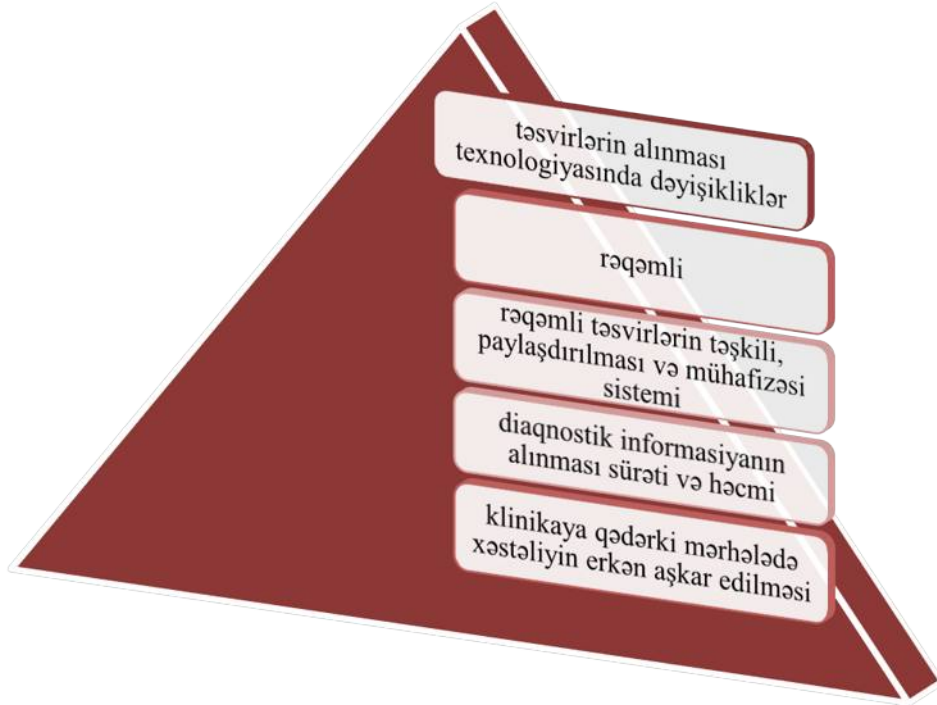 təsvirlərin alınması
texnologiyasında dəyişikliklər
rəqəmli
rəqəmli təsvirlərin təşkili,
paylaşdırılması və mühafizəsi
sistemi
diaqnostik informasiyanın
alınması sürəti və həcmi
klinikaya qədərki mərhələdə
xəstəliyin erkən aşkar edilməsi